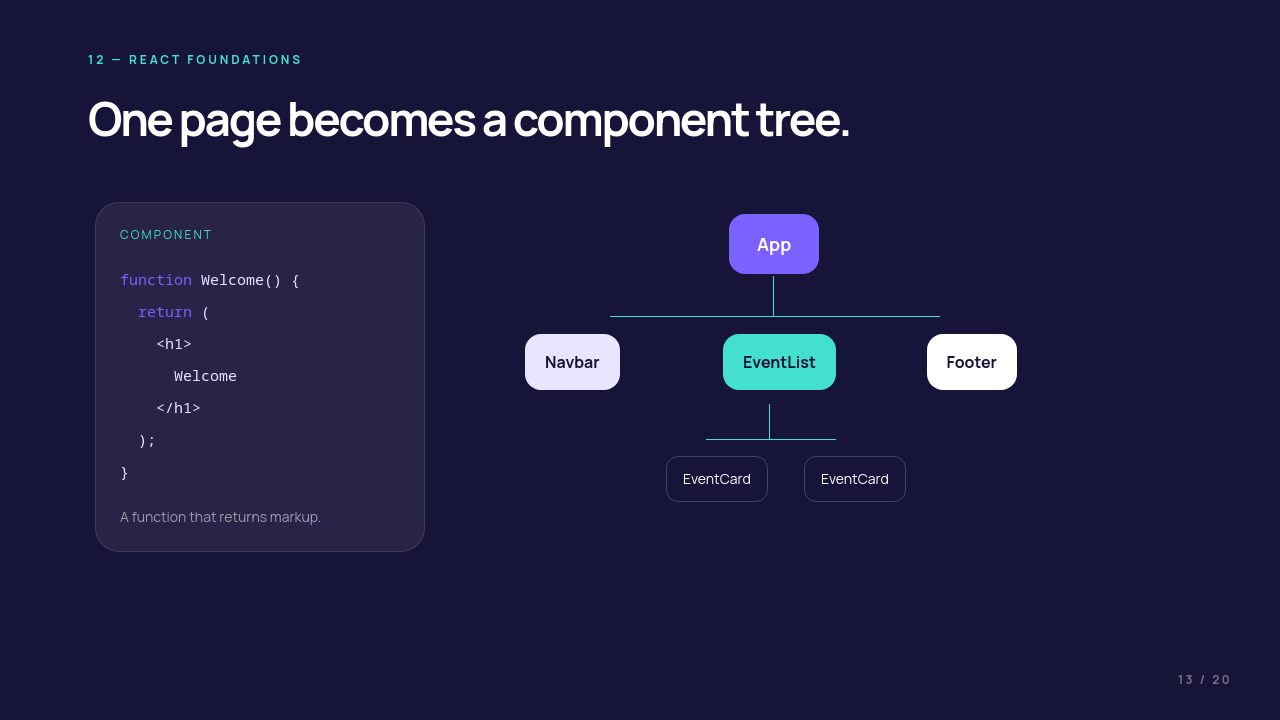 12 — REACT FOUNDATIONS
One page becomes a component tree.
COMPONENT
function Welcome() {
  return (
    <h1>
      Welcome
    </h1>
  );
}
A function that returns markup.
App
Navbar
EventList
Footer
EventCard
EventCard
13 / 20